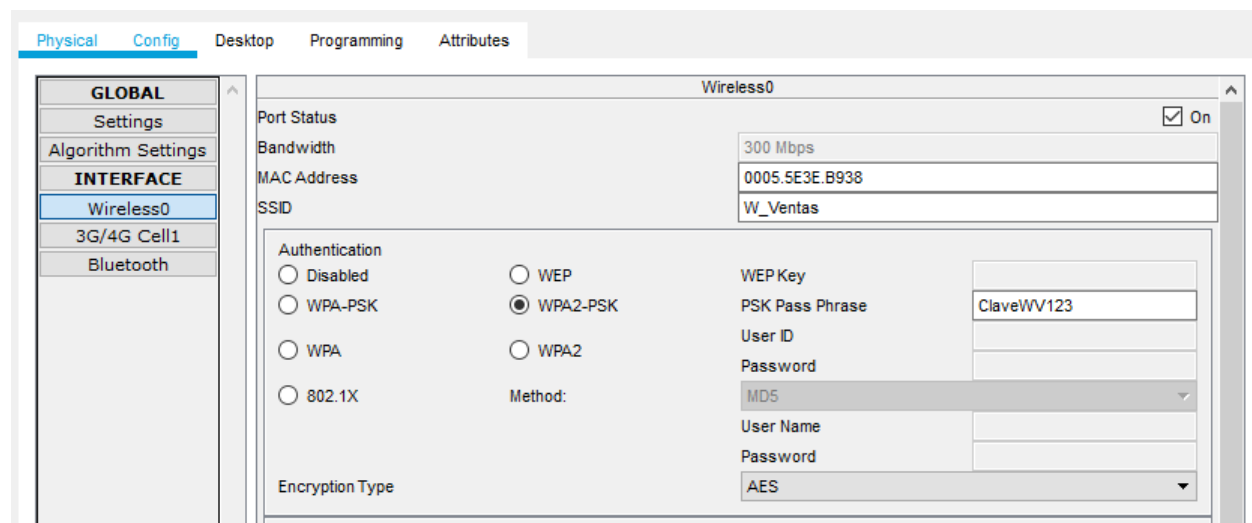 Physical Config Desktop Programming Attributes
GLOBAL
Settings
Algorithm Settings
INTERFACE
Wireless0
3G/4G Cell1
Bluetooth
Wireless0
Port Status On
Bandwidth 300 Mbps
MAC Address 0005.5E3E.B938
SSID W_Ventas
Authentication
Disabled WEP WEP Key
WPA-PSK WPA2-PSK PSK Pass Phrase ClaveWV123
User ID
WPA WPA2
Password
802.1X Method: MD5
User Name
Password
Encryption Type AES